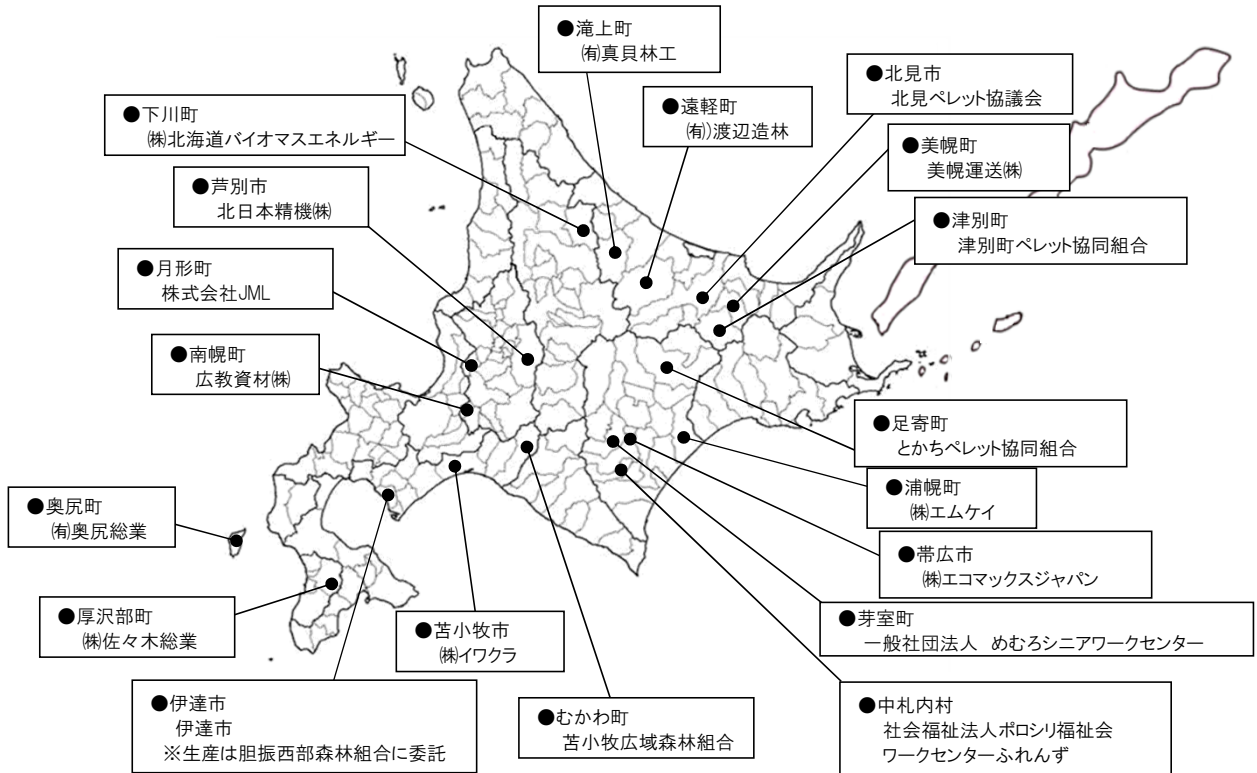 ●滝上町
㈲真貝林工
●北見市
北見ペレット協議会
●遠軽町
㈲)渡辺造林
●下川町
㈱北海道バイオマスエネルギー
●美幌町
美幌運送㈱
●芦別市
北日本精機㈱
●津別町
津別町ペレット協同組合
●月形町
株式会社JML
●南幌町
広教資材㈱
●足寄町
とかちペレット協同組合
●浦幌町
㈱エムケイ
●奥尻町
㈲奥尻総業
●帯広市
㈱エコマックスジャパン
●厚沢部町
㈱佐々木総業
●苫小牧市
㈱イワクラ
●芽室町
一般社団法人 めむろシニアワークセンター
●伊達市
伊達市
※生産は胆振西部森林組合に委託
●むかわ町
苫小牧広域森林組合
●中札内村
社会福祉法人ポロシリ福祉会
ワークセンターふれんず